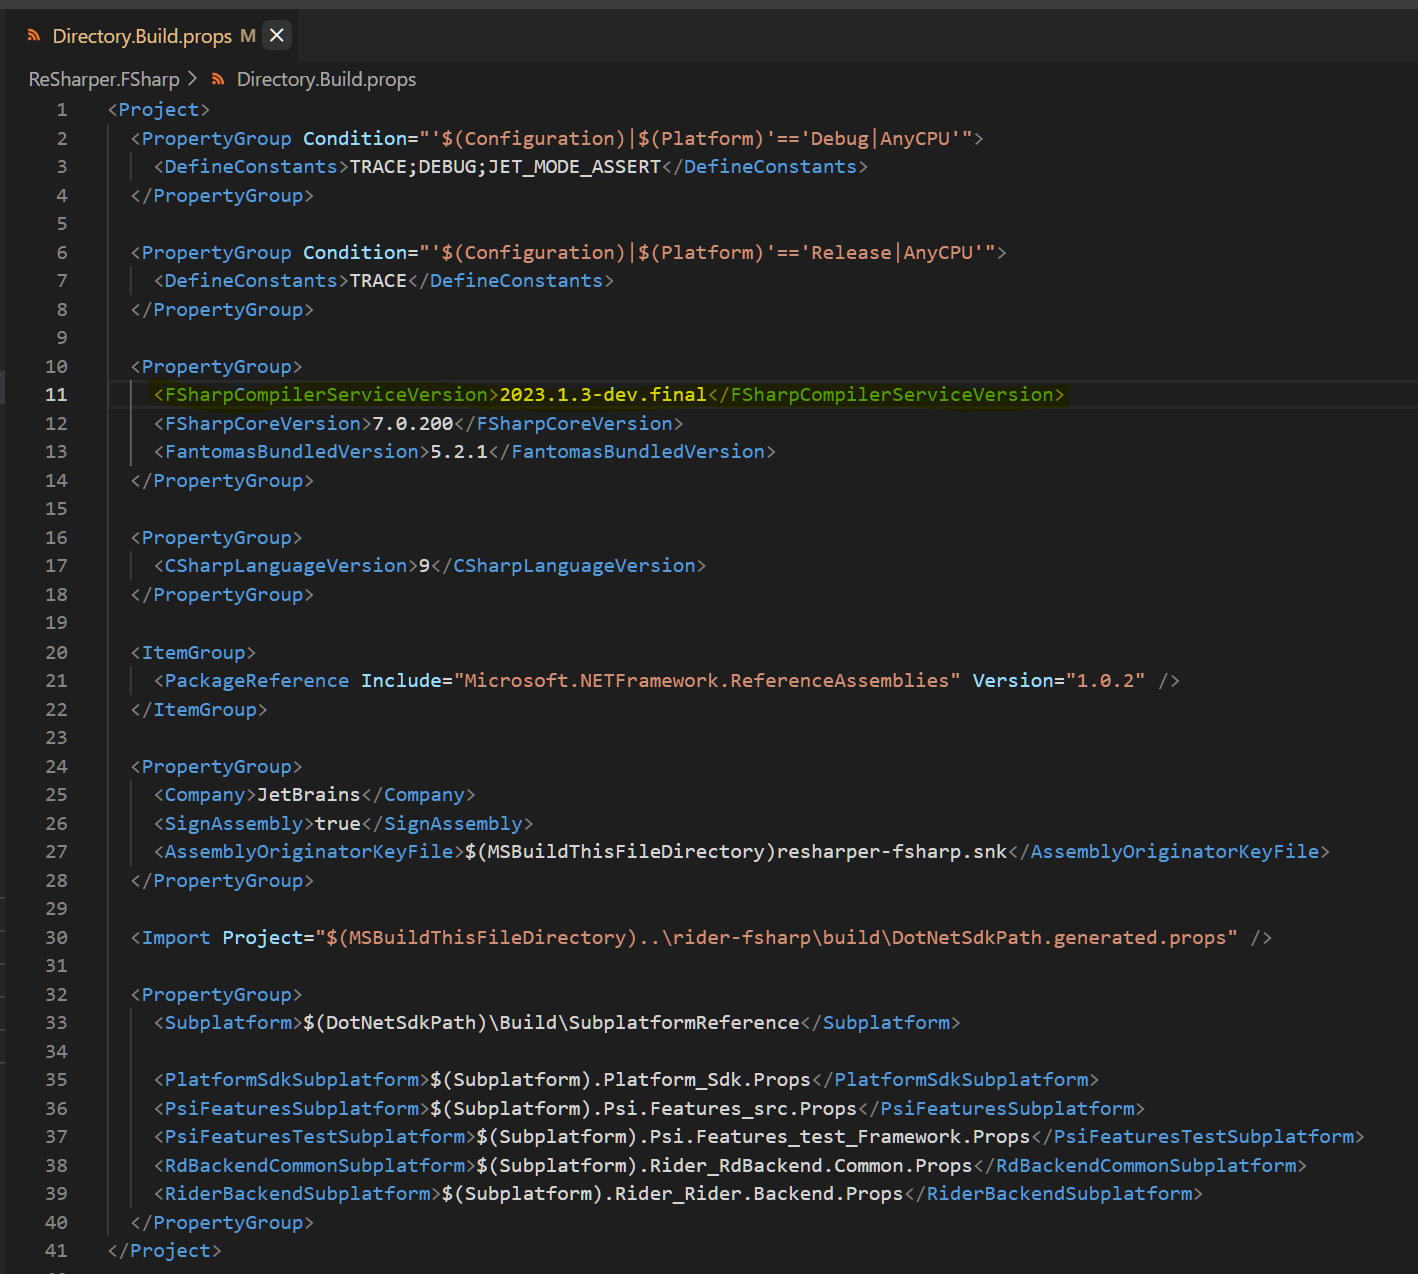 Directory.Build.props M
ReSharper.FSharp > Directory.Build.props
1 <Project>
2 <PropertyGroup Condition="'$(Configuration)|$(Platform)'=='Debug|AnyCPU'">
3 <DefineConstants>TRACE;DEBUG;JET_MODE_ASSERT</DefineConstants>
4 </PropertyGroup>
5
6 <PropertyGroup Condition="'$(Configuration)|$(Platform)'=='Release|AnyCPU'">
7 <DefineConstants>TRACE</DefineConstants>
8 </PropertyGroup>
9
10 <PropertyGroup>
11 <FSharpCompilerServiceVersion>2023.1.3-dev.final</FSharpCompilerServiceVersion>
12 <FSharpCoreVersion>7.0.200</FSharpCoreVersion>
13 <FantomasBundledVersion>5.2.1</FantomasBundledVersion>
14 </PropertyGroup>
15
16 <PropertyGroup>
17 <CSharpLanguageVersion>9</CSharpLanguageVersion>
18 </PropertyGroup>
19
20 <ItemGroup>
21 <PackageReference Include="Microsoft.NETFramework.ReferenceAssemblies" Version="1.0.2" />
22 </ItemGroup>
23
24 <PropertyGroup>
25 <Company>JetBrains</Company>
26 <SignAssembly>true</SignAssembly>
27 <AssemblyOriginatorKeyFile>$(MSBuildThisFileDirectory)resharper-fsharp.snk</AssemblyOriginatorKeyFile>
28 </PropertyGroup>
29
30 <Import Project="$(MSBuildThisFileDirectory)..\rider-fsharp\build\DotNetSdkPath.generated.props" />
31
32 <PropertyGroup>
33 <Subplatform>$(DotNetSdkPath)\Build\SubplatformReference</Subplatform>
34
35 <PlatformSdkSubplatform>$(Subplatform).Platform_Sdk.Props</PlatformSdkSubplatform>
36 <PsiFeaturesSubplatform>$(Subplatform).Psi.Features_src.Props</PsiFeaturesSubplatform>
37 <PsiFeaturesTestSubplatform>$(Subplatform).Psi.Features_test_Framework.Props</PsiFeaturesTestSubplatform>
38 <RdBackendCommonSubplatform>$(Subplatform).Rider_RdBackend.Common.Props</RdBackendCommonSubplatform>
39 <RiderBackendSubplatform>$(Subplatform).Rider_Rider.Backend.Props</RiderBackendSubplatform>
40 </PropertyGroup>
41 </Project>